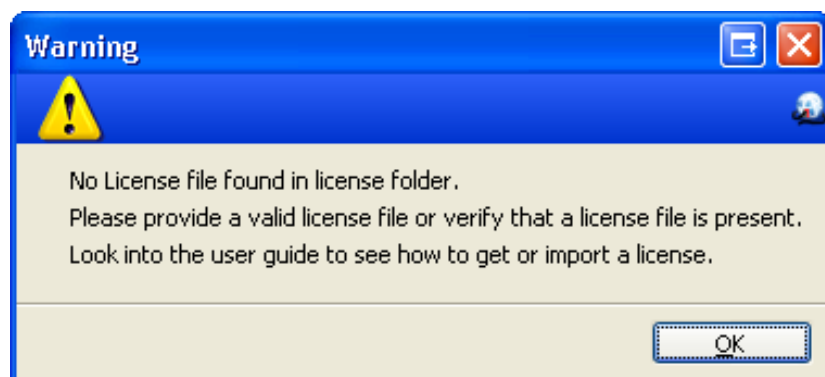 Warning
No License file found in license folder.
Please provide a valid license file or verify that a license file is present.
Look into the user guide to see how to get or import a license.
OK